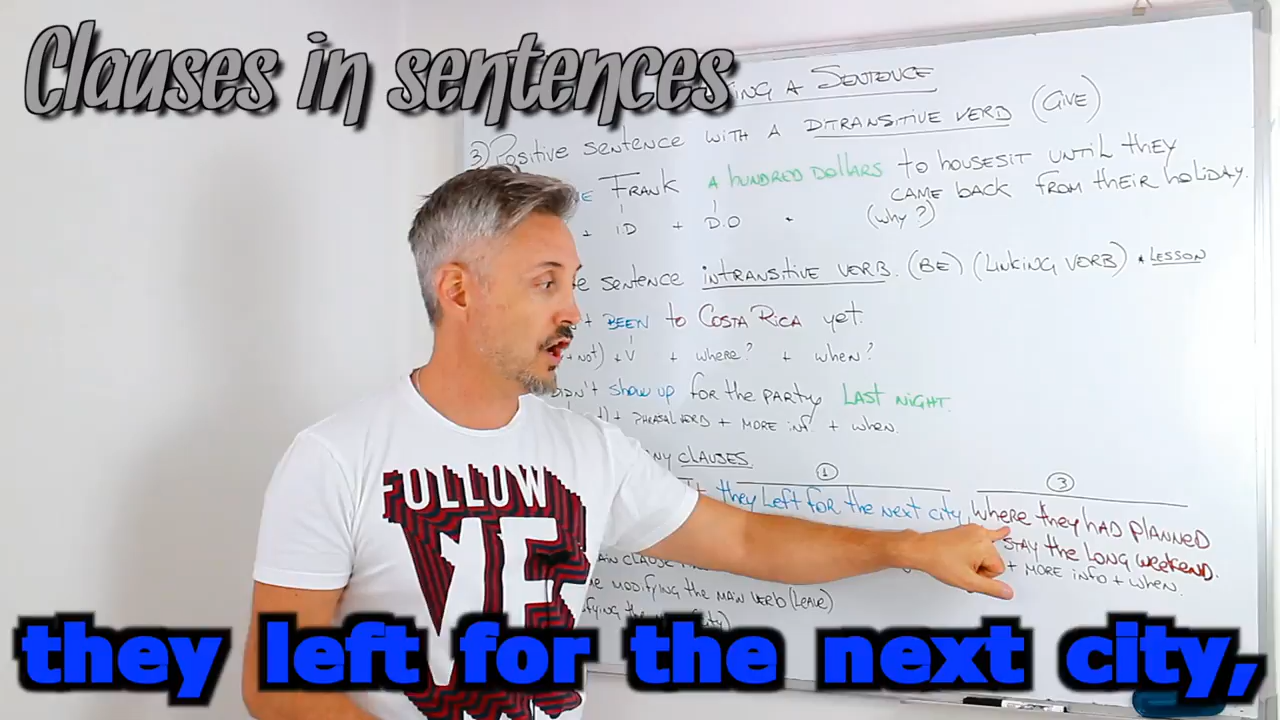 Clauses in sentences
A SENTENCE
3) Positive sentence WITH A DITRANSITIVE VERB (GIVE)
FRANK A HUNDRED DOLLARS to HOUSESIT UNTIL tHEY
CAME BACK FROM tHEIR HOLIDAY.
+ I.D + D.O (why?)
sentence INTRANSITIVE VERB. (BE) (LINKING VERB) * LESSON
BEEN to COSTA RICA yet.
+ not) + V + where? + when?
show up for the PARTY LAST NIGHT.
+ PHRASAL VERB + MORE inf. + when.
CLAUSES
1 3
they Left for the next city, where they HAD PLANNED
STAY the LONG WEEKEND.
+ MORE INFO + WHEN.
MODIFYING the MAIN VERB (LEAVE)
FOLLOW
they left for the next city,